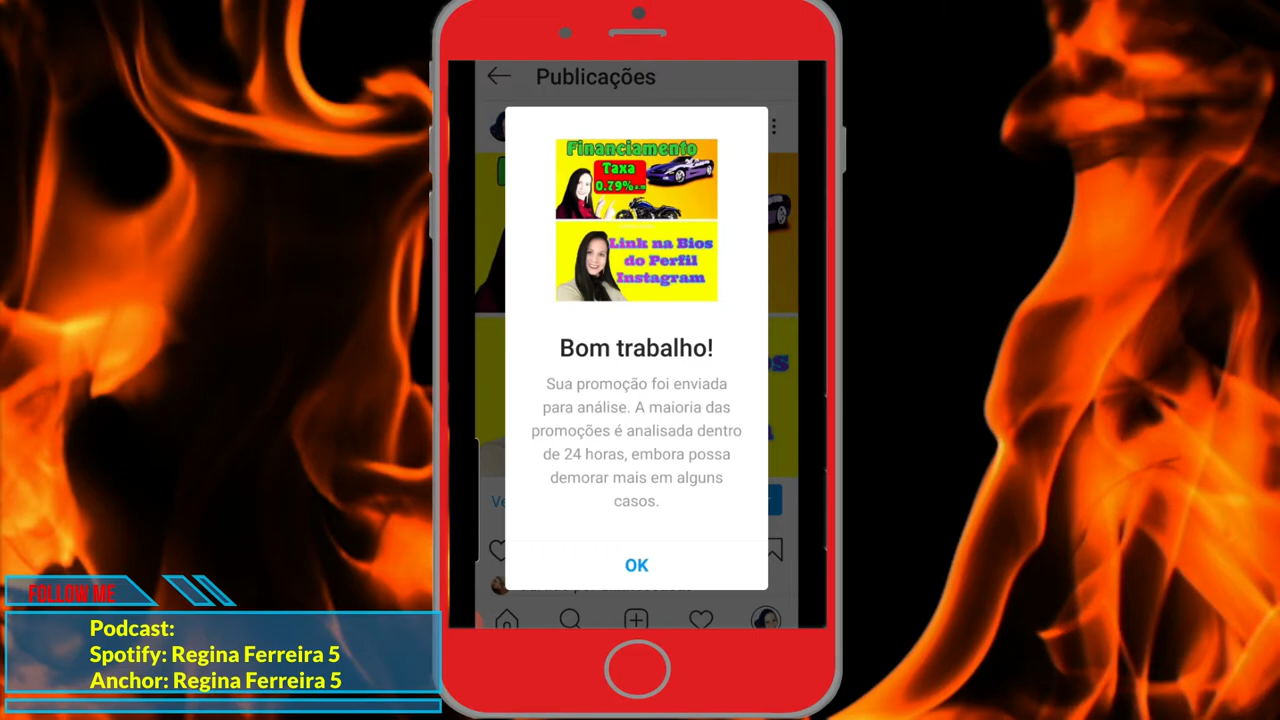 Publicações
Financiamento
Taxa
0.79%
Link na Bios
do Perfil
Instagram
Bom trabalho!
Sua promoção foi enviada
para análise. A maioria das
promoções é analisada dentro
de 24 horas, embora possa
demorar mais em alguns
casos.
OK
FOLLOW ME
Podcast:
Spotify: Regina Ferreira 5
Anchor: Regina Ferreira 5